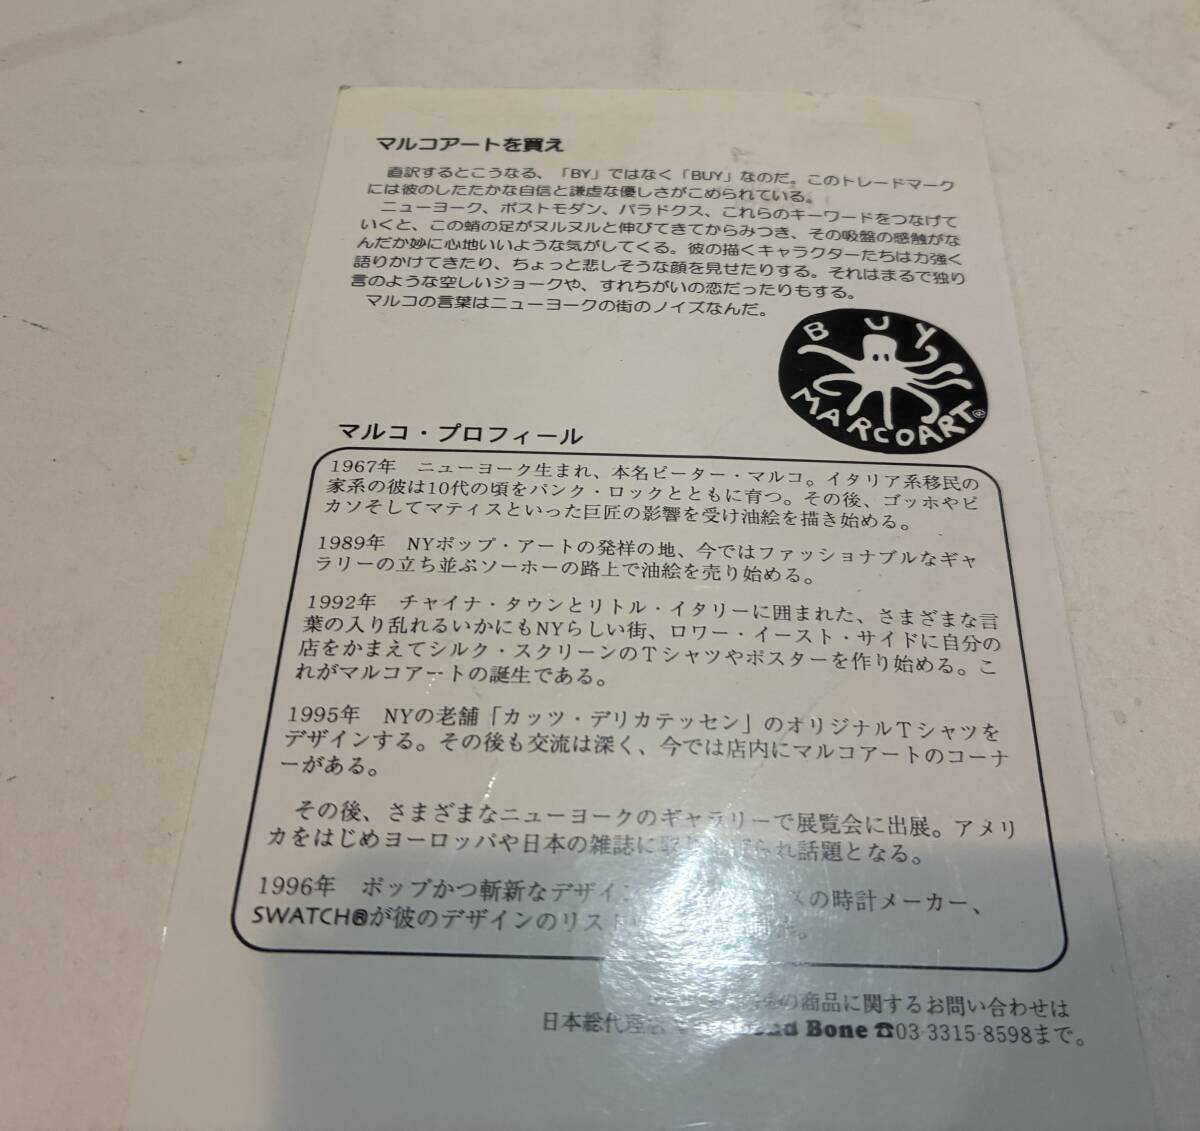 マルコアートを買え
直訳するとこうなる、「BY」ではなく「BUY」なのだ。このトレードマーク
には彼のしたたかな自信と謙虚な優しさがこめられている。
ニューヨーク、ポストモダン、パラドクス、これらのキーワードをつなげて
いくと、この蛸の足がヌルヌルと伸びてきてからみつき、その吸盤の感触がな
んだか妙に心地いいような気がしてくる。彼の描くキャラクターたちは力強く
語りかけてきたり、ちょっと悲しそうな顔を見せたりする。それはまるで独り
言のような空しいジョークや、すれちがいの恋だったりもする。
マルコの言葉はニューヨークの街のノイズなんだ。
BUY
MARCOART®
マルコ・プロフィール
1967年 ニューヨーク生まれ、本名ピーター・マルコ。イタリア系移民の
家系の彼は10代の頃をパンク・ロックとともに育つ。その後、ゴッホやピ
カソそしてマティスといった巨匠の影響を受け油絵を描き始める。
1989年 NYポップ・アートの発祥の地、今ではファッショナブルなギャ
ラリーの立ち並ぶソーホーの路上で油絵を売り始める。
1992年 チャイナ・タウンとリトル・イタリーに囲まれた、さまざまな言
葉の入り乱れるいかにもNYらしい街、ロワー・イースト・サイドに自分の
店をかまえてシルク・スクリーンのTシャツやポスターを作り始める。こ
れがマルコアートの誕生である。
1995年 NYの老舗「カッツ・デリカテッセン」のオリジナルTシャツを
デザインする。その後も交流は深く、今では店内にマルコアートのコーナ
ーがある。
その後、さまざまなニューヨークのギャラリーで展覧会に出展。アメリ
カをはじめヨーロッパや日本の雑誌に取り上げられ話題となる。
1996年 ポップかつ斬新なデザイン の時計メーカー、
SWATCH®が彼のデザインのリスト
の商品に関するお問い合わせは
日本総代理店 Bone ☎03-3315-8598まで。